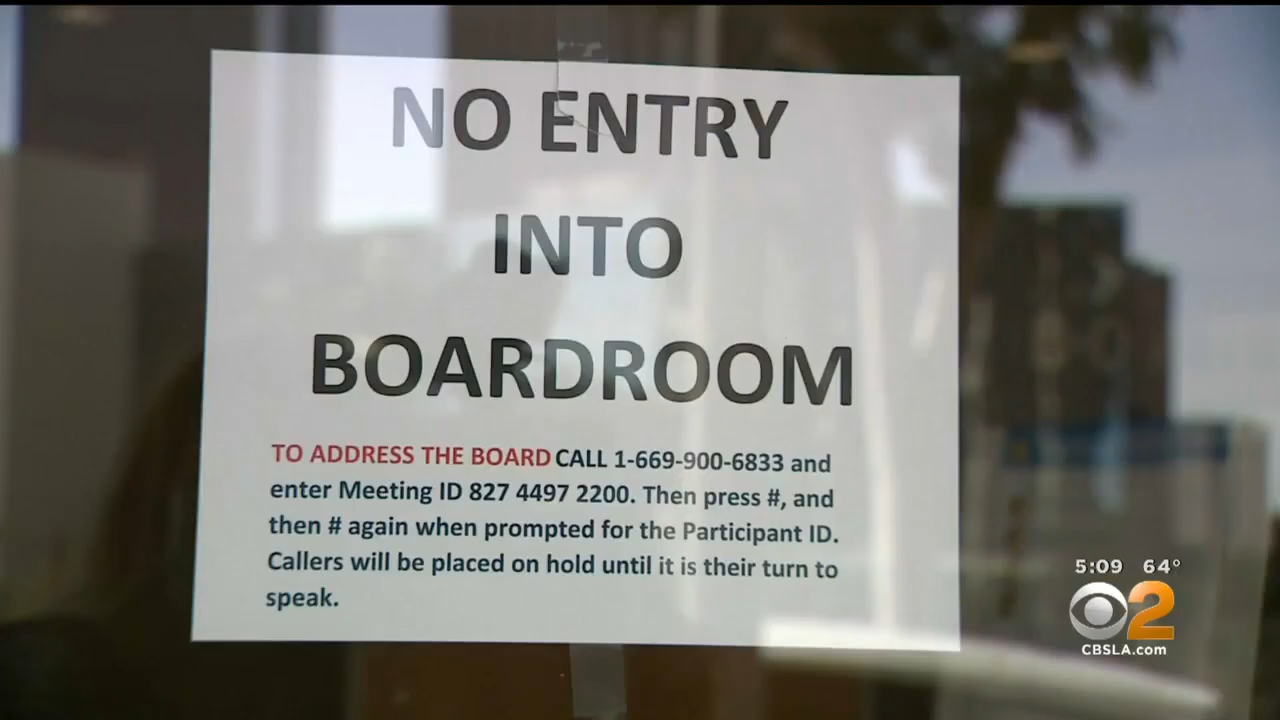 NO ENTRY
INTO
BOARDROOM
TO ADDRESS THE BOARD CALL 1-669-900-6833 and
enter Meeting ID 827 4497 2200. Then press #, and
then # again when prompted for the Participant ID.
Callers will be placed on hold until it is their turn to
speak.
5:09 64°
2
CBSLA.com